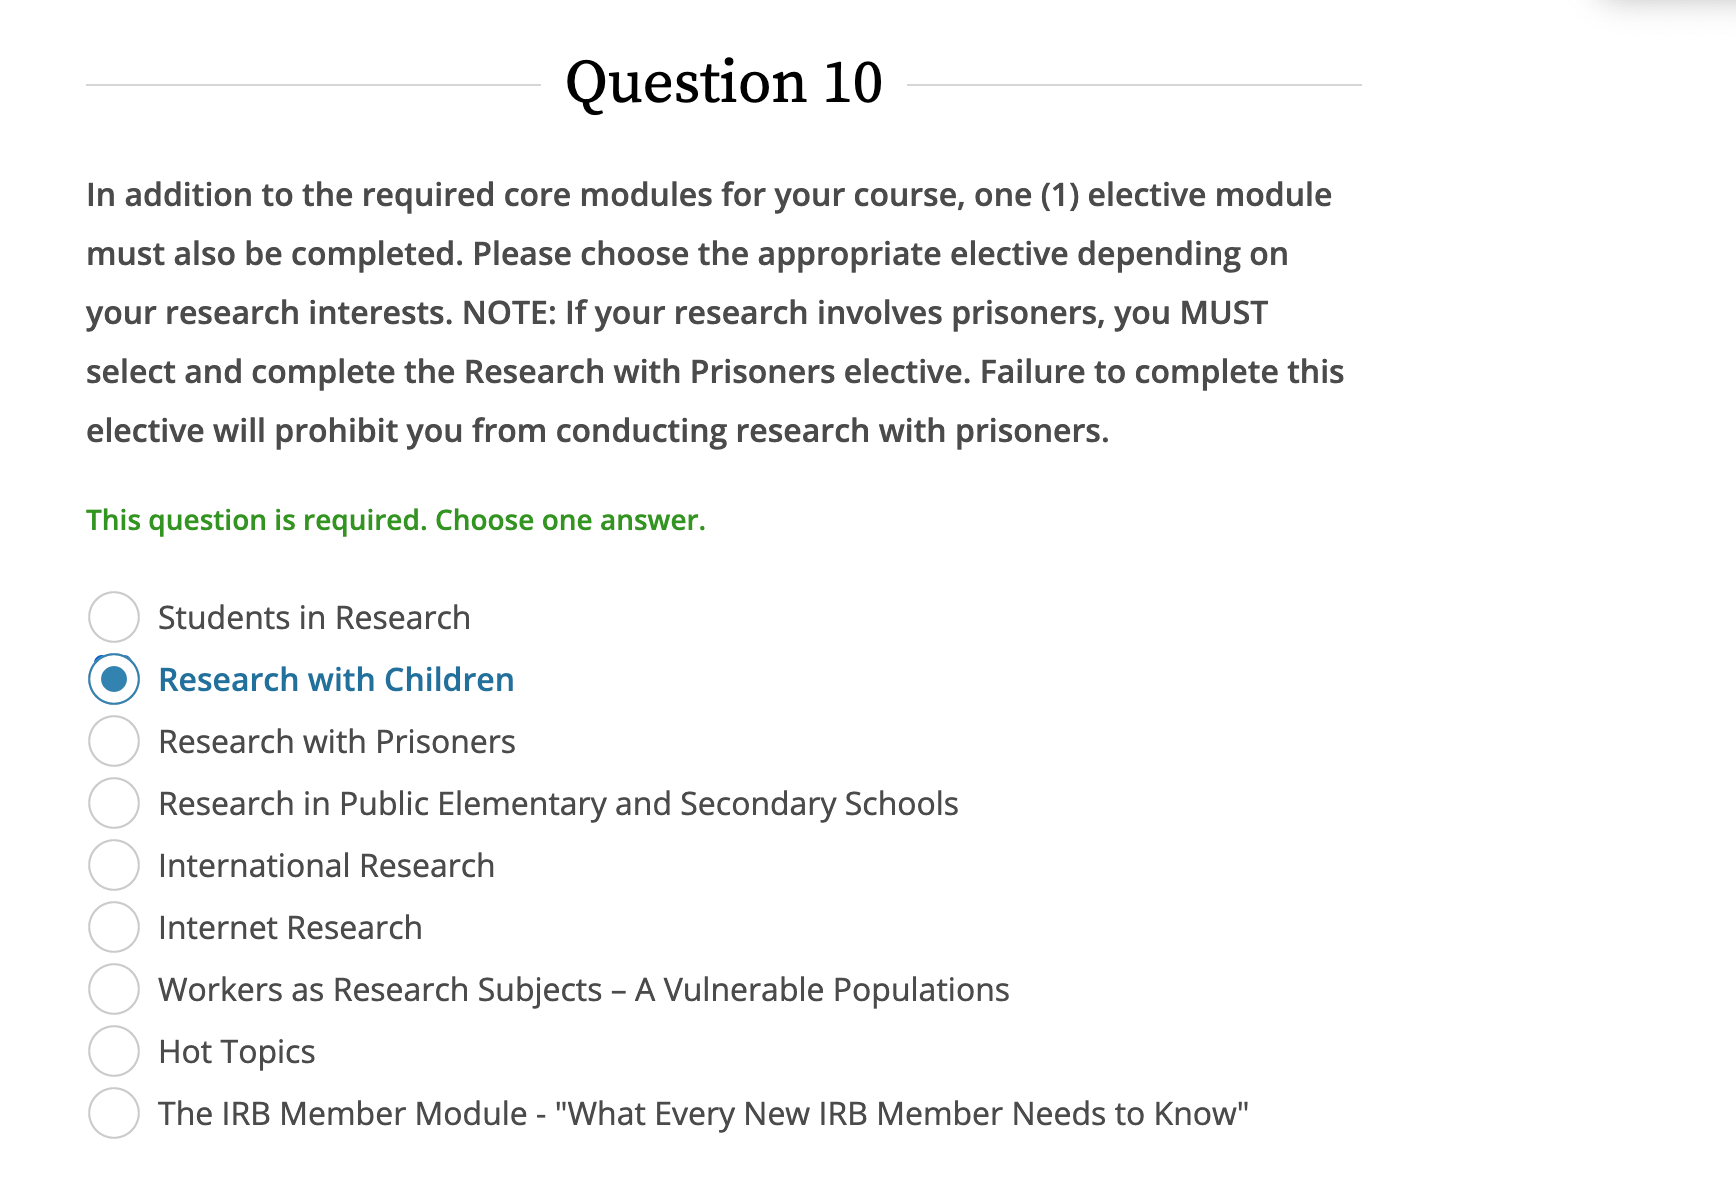 Question 10
In addition to the required core modules for your course, one (1) elective module
must also be completed. Please choose the appropriate elective depending on
your research interests. NOTE: If your research involves prisoners, you MUST
select and complete the Research with Prisoners elective. Failure to complete this
elective will prohibit you from conducting research with prisoners.
This question is required. Choose one answer.
Students in Research
Research with Children
Research with Prisoners
Research in Public Elementary and Secondary Schools
International Research
Internet Research
Workers as Research Subjects – A Vulnerable Populations
Hot Topics
The IRB Member Module - "What Every New IRB Member Needs to Know"